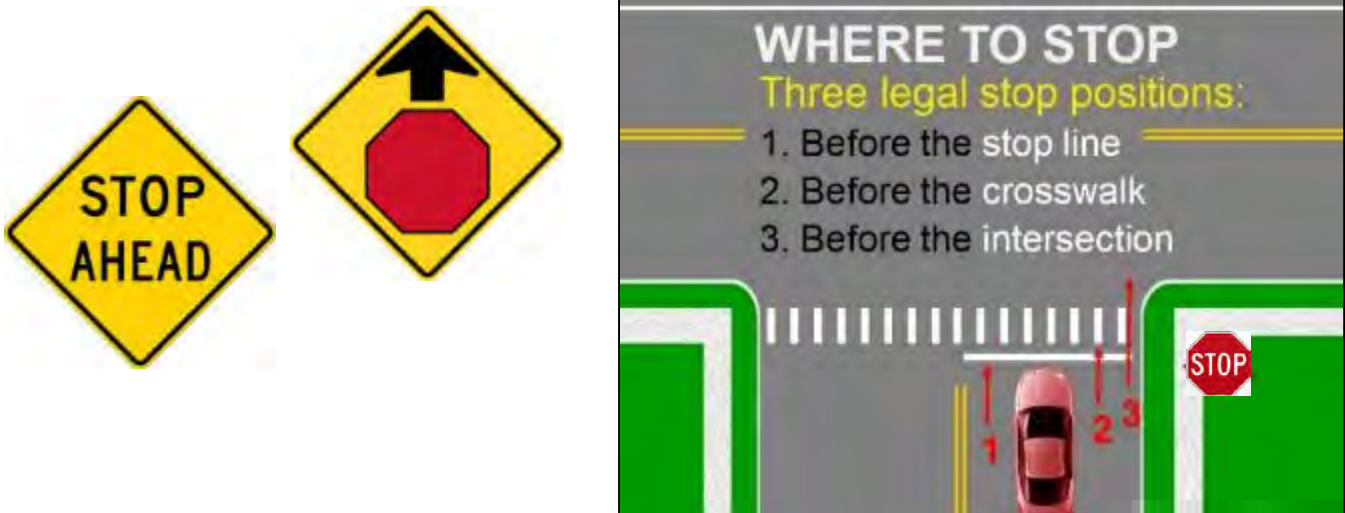 STOP
AHEAD
WHERE TO STOP
Three legal stop positions:
1. Before the stop line
2. Before the crosswalk
3. Before the intersection
STOP
1
2
3